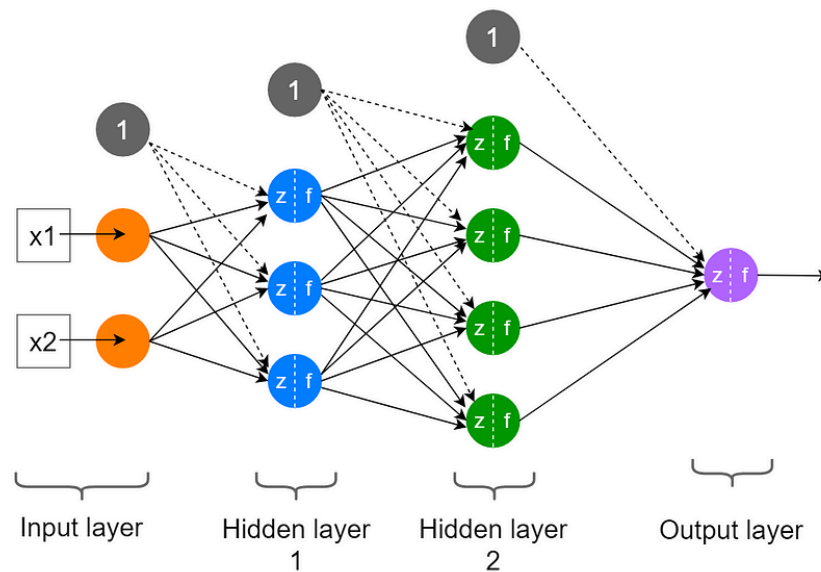 1
1
1
z f
z f
z f
z f
z f
z f
z f
z f
x1
x2
Input layer
Hidden layer
1
Hidden layer
2
Output layer